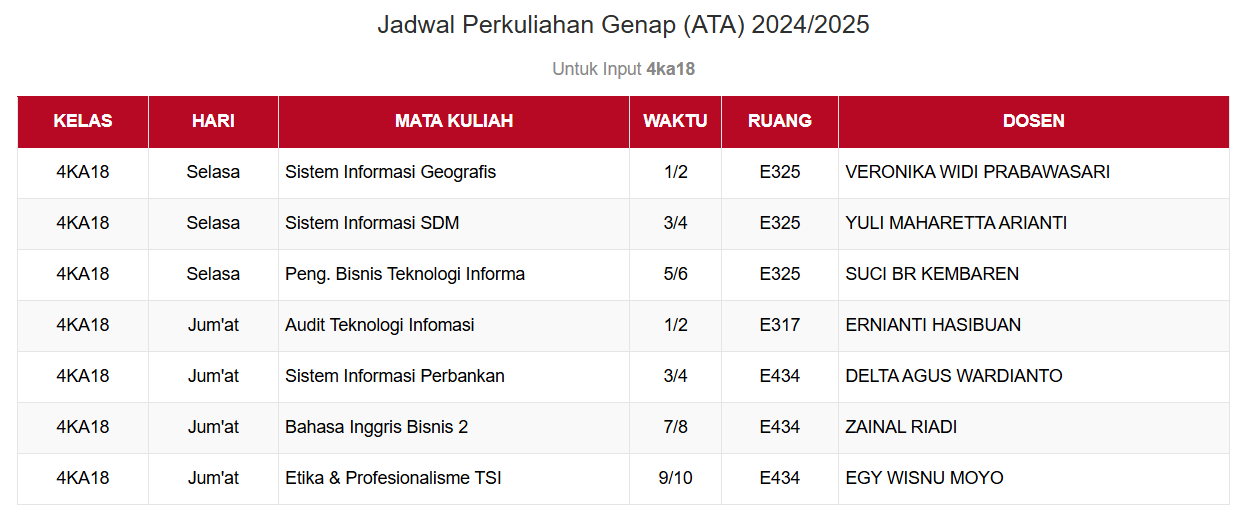 Jadwal Perkuliahan Genap (ATA) 2024/2025
Untuk Input 4ka18
KELAS HARI MATA KULIAH WAKTU RUANG DOSEN
4KA18 Selasa Sistem Informasi Geografis 1/2 E325 VERONIKA WIDI PRABAWASARI
4KA18 Selasa Sistem Informasi SDM 3/4 E325 YULI MAHARETTA ARIANTI
4KA18 Selasa Peng. Bisnis Teknologi Informa 5/6 E325 SUCI BR KEMBAREN
4KA18 Jum'at Audit Teknologi Infomasi 1/2 E317 ERNIANTI HASIBUAN
4KA18 Jum'at Sistem Informasi Perbankan 3/4 E434 DELTA AGUS WARDIANTO
4KA18 Jum'at Bahasa Inggris Bisnis 2 7/8 E434 ZAINAL RIADI
4KA18 Jum'at Etika & Profesionalisme TSI 9/10 E434 EGY WISNU MOYO